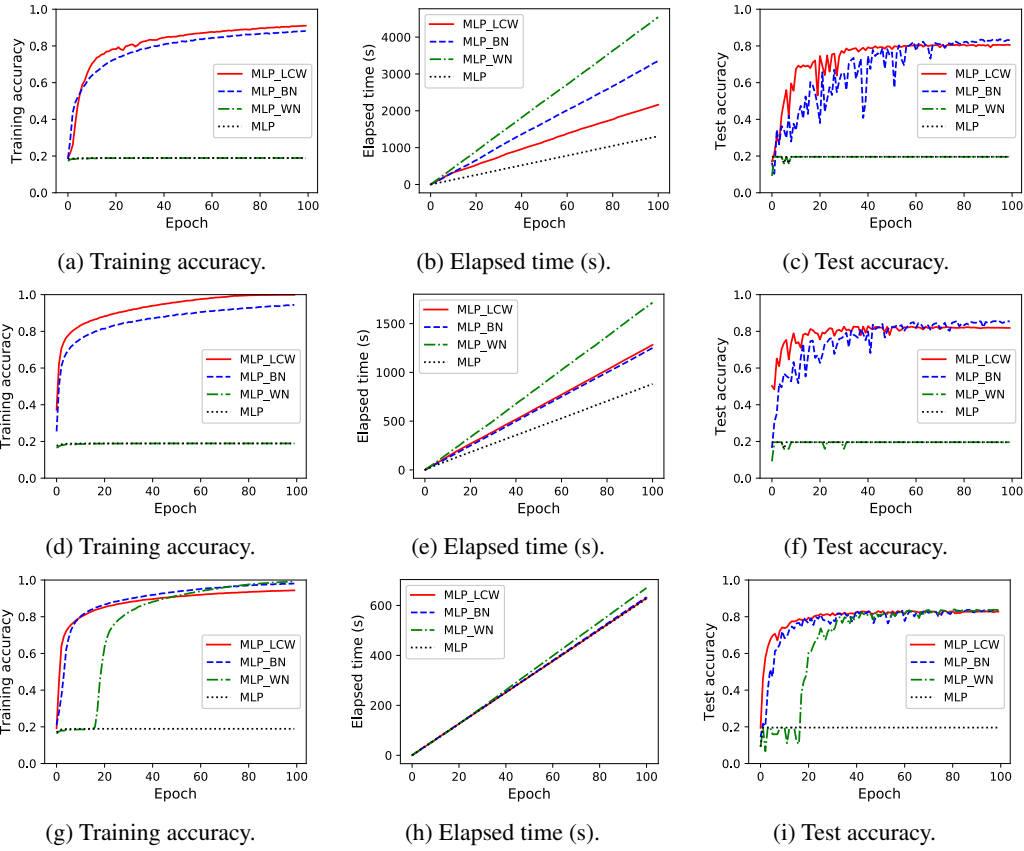 1.0
0.8
0.6
0.4
0.2
0.0
Training accuracy
MLP_LCW
MLP_BN
MLP_WN
MLP
0 20 40 60 80 100
Epoch
(a) Training accuracy.
4000
3000
2000
1000
0
Elapsed time (s)
MLP_LCW
MLP_BN
MLP_WN
MLP
0 20 40 60 80 100
Epoch
(b) Elapsed time (s).
1.0
0.8
0.6
0.4
0.2
0.0
Test accuracy
MLP_LCW
MLP_BN
MLP_WN
MLP
0 20 40 60 80 100
Epoch
(c) Test accuracy.
1.0
0.8
0.6
0.4
0.2
0.0
Training accuracy
MLP_LCW
MLP_BN
MLP_WN
MLP
0 20 40 60 80 100
Epoch
(d) Training accuracy.
1500
1000
500
0
Elapsed time (s)
MLP_LCW
MLP_BN
MLP_WN
MLP
0 20 40 60 80 100
Epoch
(e) Elapsed time (s).
1.0
0.8
0.6
0.4
0.2
0.0
Test accuracy
MLP_LCW
MLP_BN
MLP_WN
MLP
0 20 40 60 80 100
Epoch
(f) Test accuracy.
1.0
0.8
0.6
0.4
0.2
0.0
Training accuracy
MLP_LCW
MLP_BN
MLP_WN
MLP
0 20 40 60 80 100
Epoch
(g) Training accuracy.
600
400
200
0
Elapsed time (s)
MLP_LCW
MLP_BN
MLP_WN
MLP
0 20 40 60 80 100
Epoch
(h) Elapsed time (s).
1.0
0.8
0.6
0.4
0.2
0.0
Test accuracy
MLP_LCW
MLP_BN
MLP_WN
MLP
0 20 40 60 80 100
Epoch
(i) Test accuracy.